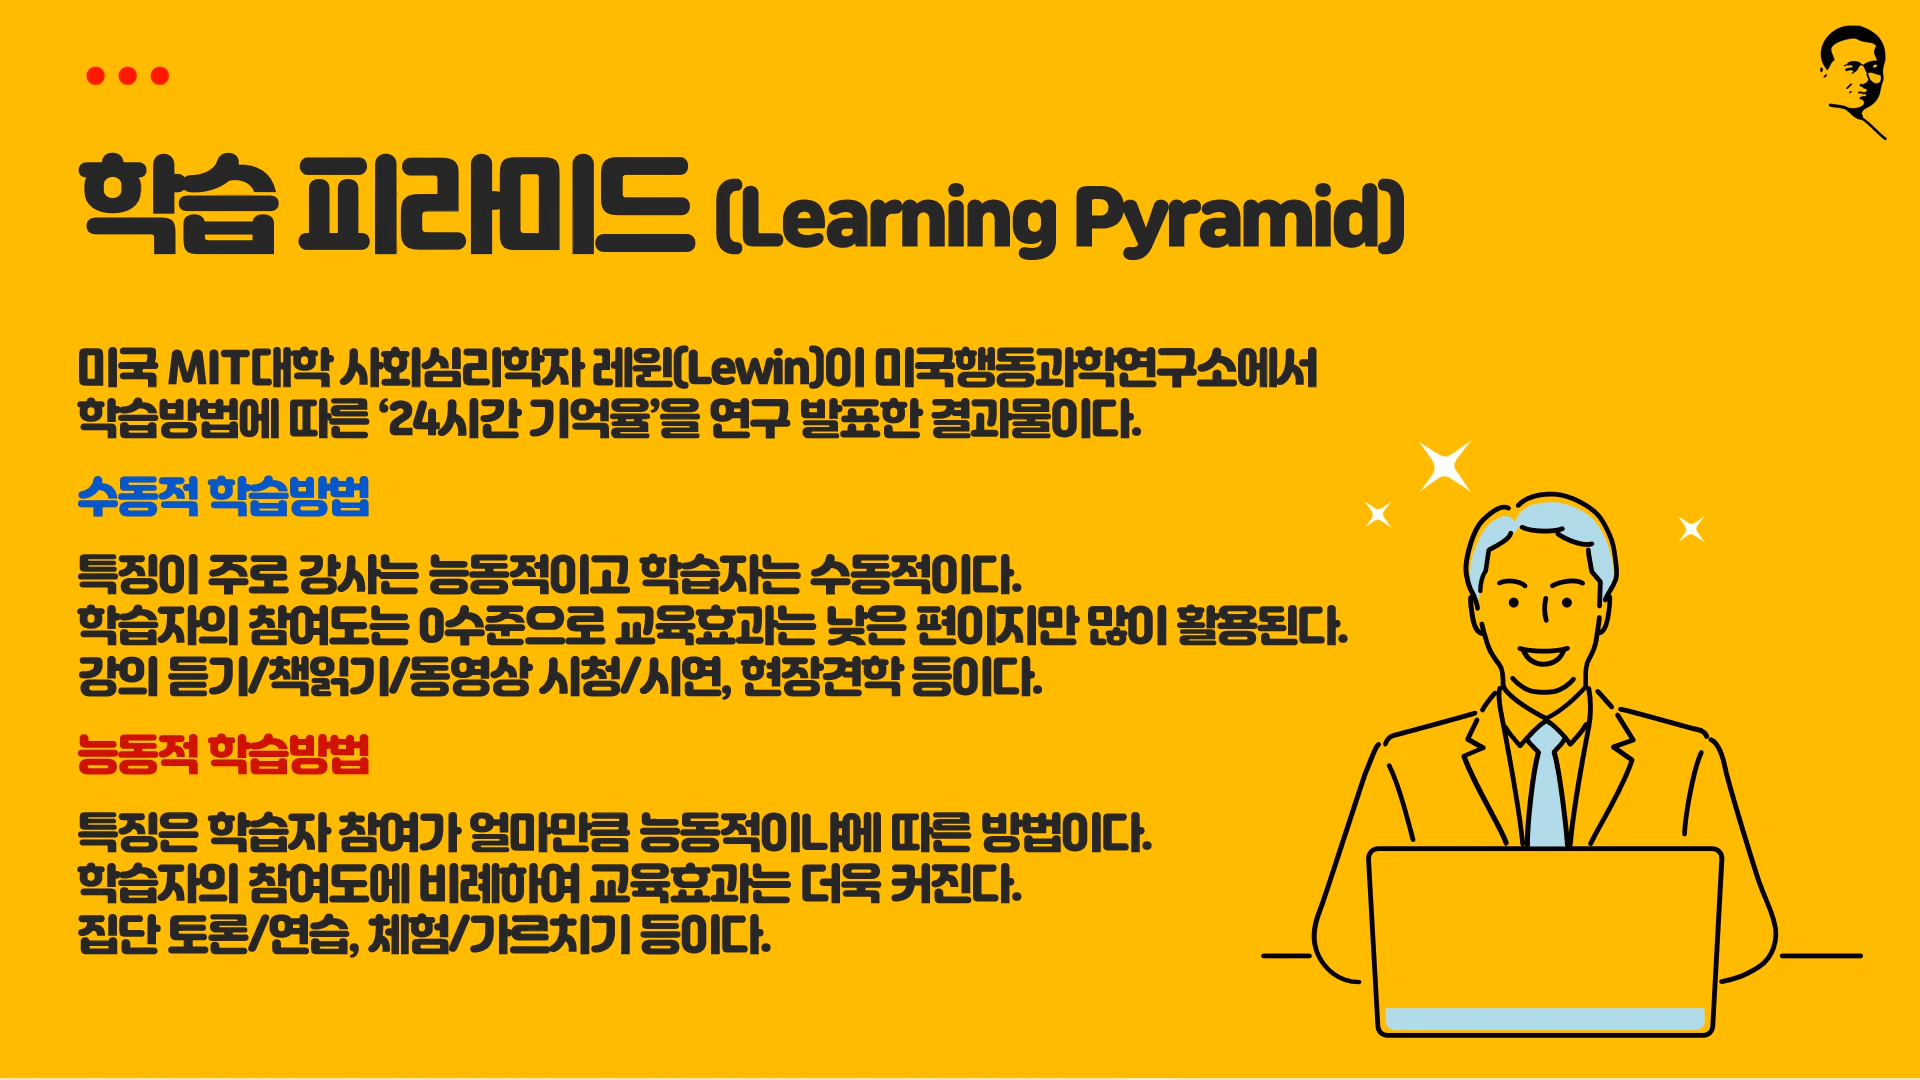 학습 피라미드 (Learning Pyramid)
미국 MIT대학 사회심리학자 레윈(Lewin)이 미국행동과학연구소에서
학습방법에 따른 ‘24시간 기억율’을 연구 발표한 결과물이다.
수동적 학습방법
특징이 주로 강사는 능동적이고 학습자는 수동적이다.
학습자의 참여도는 0수준으로 교육효과는 낮은 편이지만 많이 활용된다.
강의 듣기/책읽기/동영상 시청/시연, 현장견학 등이다.
능동적 학습방법
특징은 학습자 참여가 얼마만큼 능동적이냐에 따른 방법이다.
학습자의 참여도에 비례하여 교육효과는 더욱 커진다.
집단 토론/연습, 체험/가르치기 등이다.